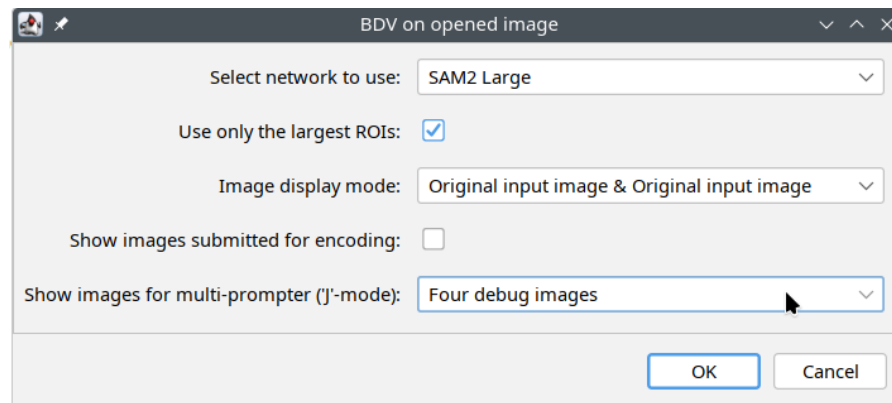 BDV on opened image
Select network to use: SAM2 Large
Use only the largest ROIs:
Image display mode: Original input image & Original input image
Show images submitted for encoding:
Show images for multi-prompter ('J'-mode): Four debug images
OK Cancel